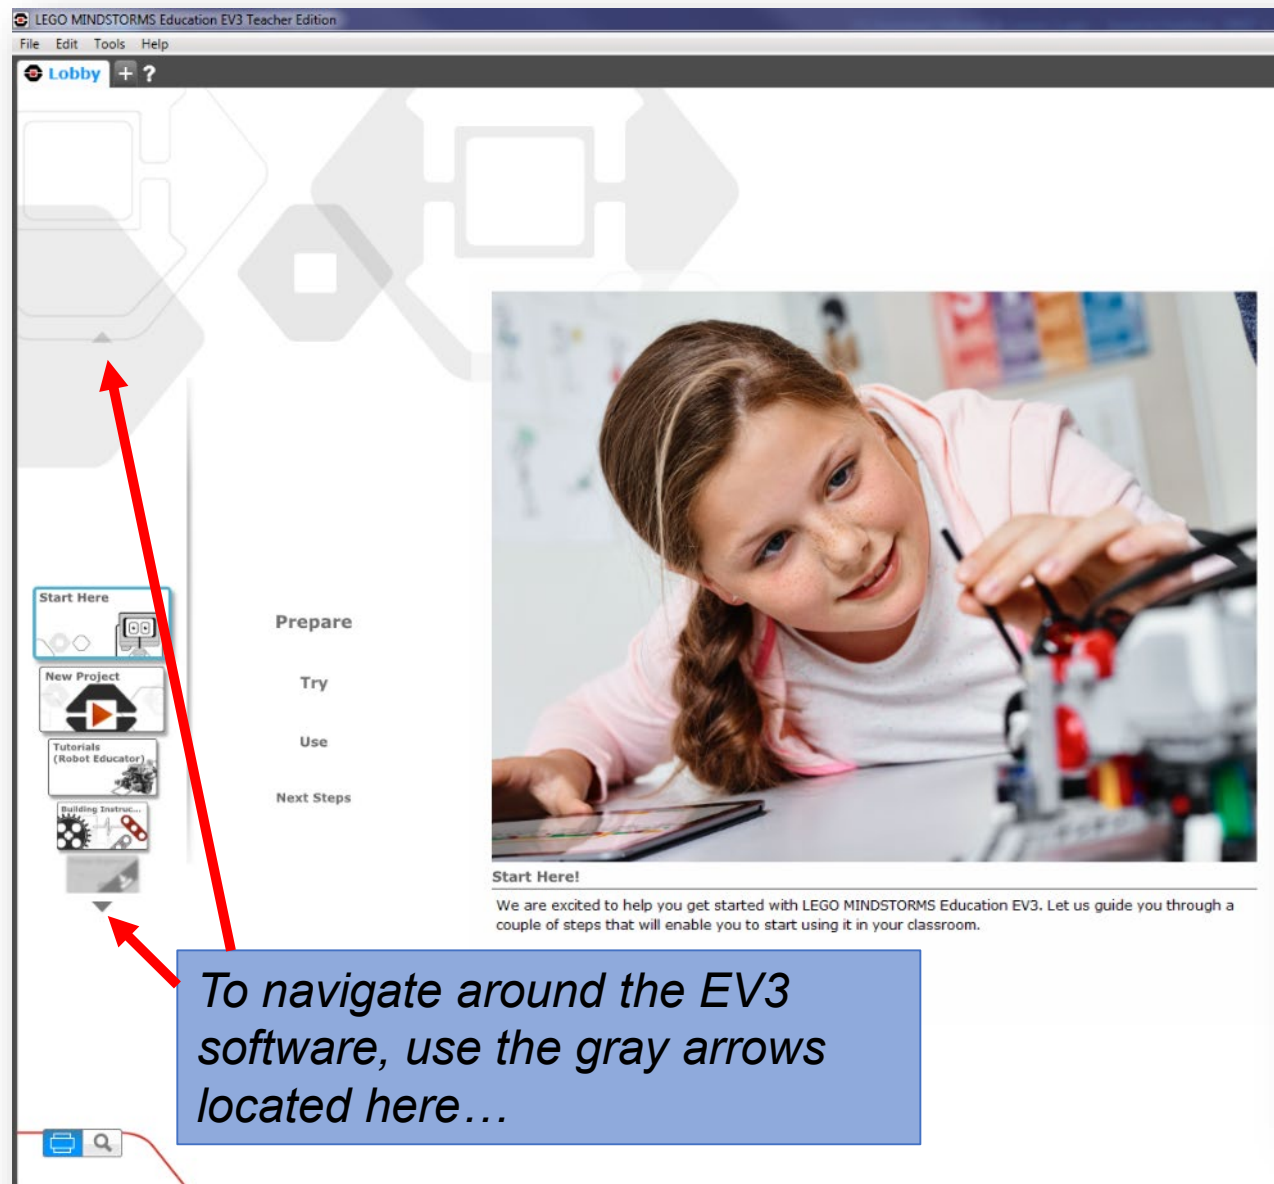 LEGO MINDSTORMS Education EV3 Teacher Edition
File Edit Tools Help
Lobby + ?
Start Here
New Project
Tutorials
(Robot Educator)
Building Instruc...
Prepare
Try
Use
Next Steps
Start Here!
We are excited to help you get started with LEGO MINDSTORMS Education EV3. Let us guide you through a
couple of steps that will enable you to start using it in your classroom.
To navigate around the EV3
software, use the gray arrows
located here…